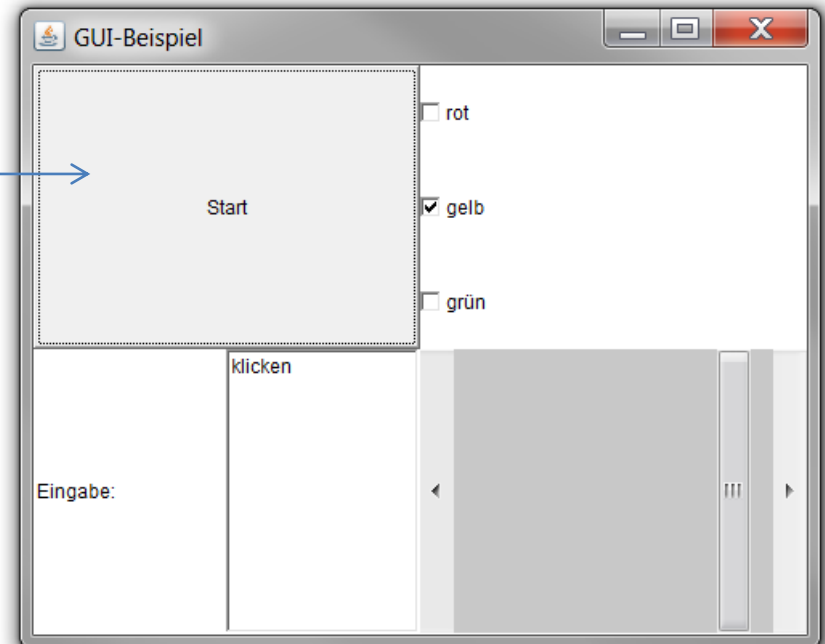 GUI-Beispiel
Start
rot
gelb
grün
Eingabe:
klicken